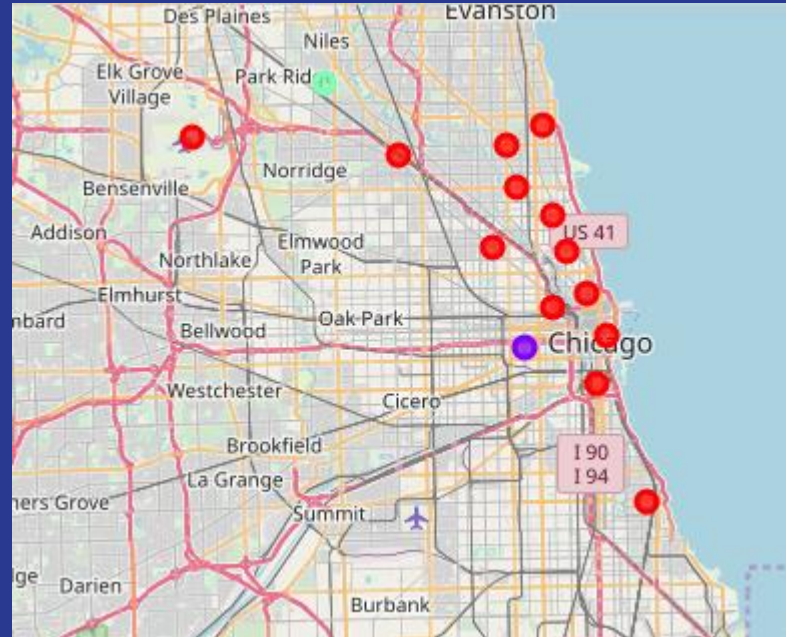 Evanston
Des Plaines
Niles
Elk Grove
Village
Park Rid
Norridge
Bensenville
Addison
US 41
Elmwood
Park
Northlake
Elmhurst
mbard
Oak Park
Bellwood
Chicago
Westchester
Cicero
Brookfield
I 90
I 94
La Grange
ners Grove
Summit
ge
Darien
Burbank